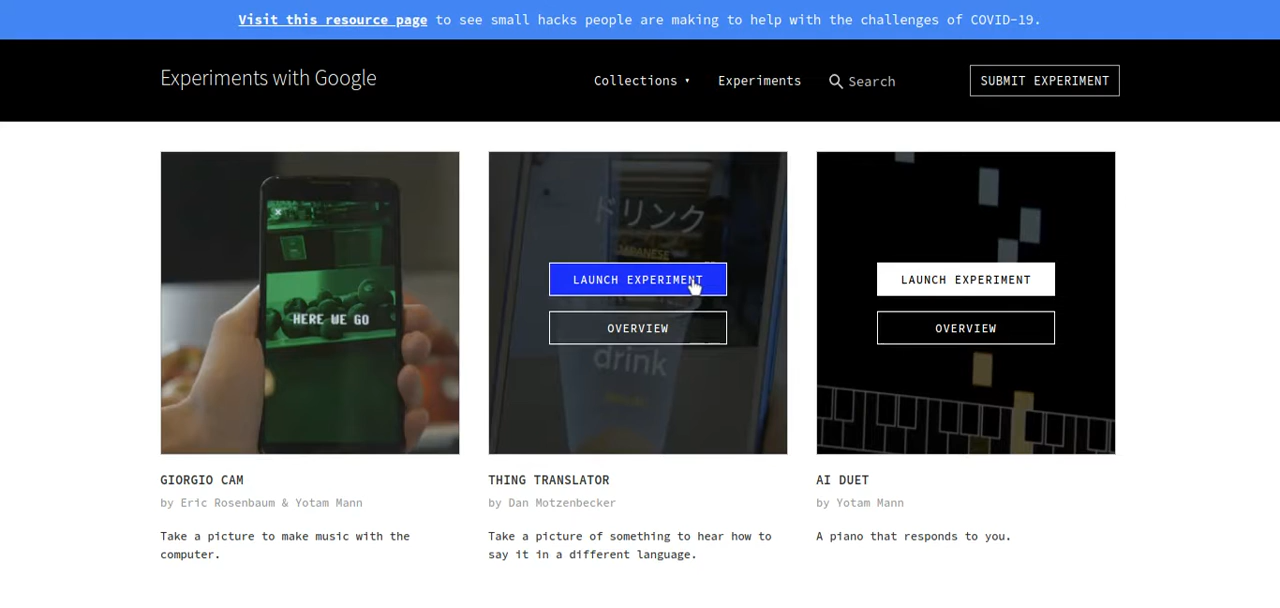 Visit this resource page to see small hacks people are making to help with the challenges of COVID-19.
Experiments with Google
Collections ▾ Experiments Search SUBMIT EXPERIMENT
×
HERE WE GO
ドリンク
JAPANESE
LAUNCH EXPERIMENT
OVERVIEW
drink
LAUNCH EXPERIMENT
OVERVIEW
GIORGIO CAM
by Eric Rosenbaum & Yotam Mann
Take a picture to make music with the
computer.
THING TRANSLATOR
by Dan Motzenbecker
Take a picture of something to hear how to
say it in a different language.
AI DUET
by Yotam Mann
A piano that responds to you.